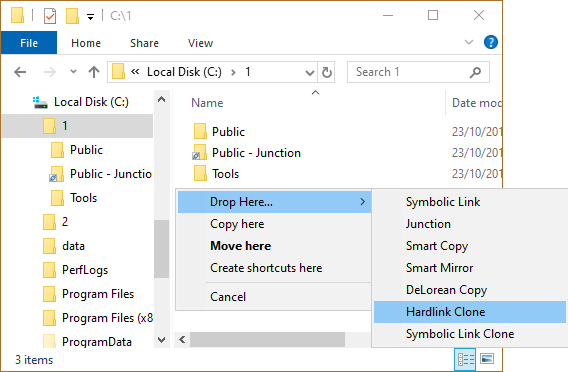 C:\1
File Home Share View
« Local Disk (C:) > 1
Search 1
Local Disk (C:)
1
Public
Public - Junction
Tools
2
data
PerfLogs
Program Files
Program Files (x8
ProgramData
Name Date mod
Public 23/10/201
Public - Junction 23/10/201
Tools 23/10/201
Drop Here...
Copy here
Move here
Create shortcuts here
Cancel
Symbolic Link
Junction
Smart Copy
Smart Mirror
DeLorean Copy
Hardlink Clone
Symbolic Link Clone
3 items